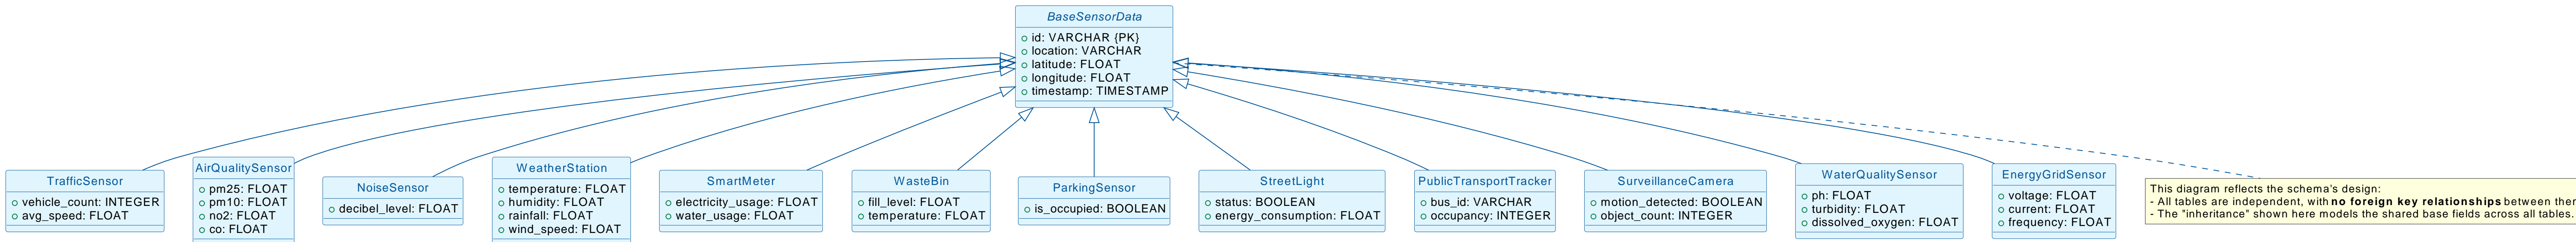 BaseSensorData
id: VARCHAR {PK}
location: VARCHAR
latitude: FLOAT
longitude: FLOAT
timestamp: TIMESTAMP
TrafficSensor
vehicle_count: INTEGER
avg_speed: FLOAT
AirQualitySensor
pm25: FLOAT
pm10: FLOAT
no2: FLOAT
co: FLOAT
NoiseSensor
decibel_level: FLOAT
WeatherStation
temperature: FLOAT
humidity: FLOAT
rainfall: FLOAT
wind_speed: FLOAT
SmartMeter
electricity_usage: FLOAT
water_usage: FLOAT
WasteBin
fill_level: FLOAT
temperature: FLOAT
ParkingSensor
is_occupied: BOOLEAN
StreetLight
status: BOOLEAN
energy_consumption: FLOAT
PublicTransportTracker
bus_id: VARCHAR
occupancy: INTEGER
SurveillanceCamera
motion_detected: BOOLEAN
object_count: INTEGER
WaterQualitySensor
ph: FLOAT
turbidity: FLOAT
dissolved_oxygen: FLOAT
EnergyGridSensor
voltage: FLOAT
current: FLOAT
frequency: FLOAT
This diagram reflects the schema's design:
- All tables are independent, with no foreign key relationships between
- The "inheritance" shown here models the shared base fields across all tables.